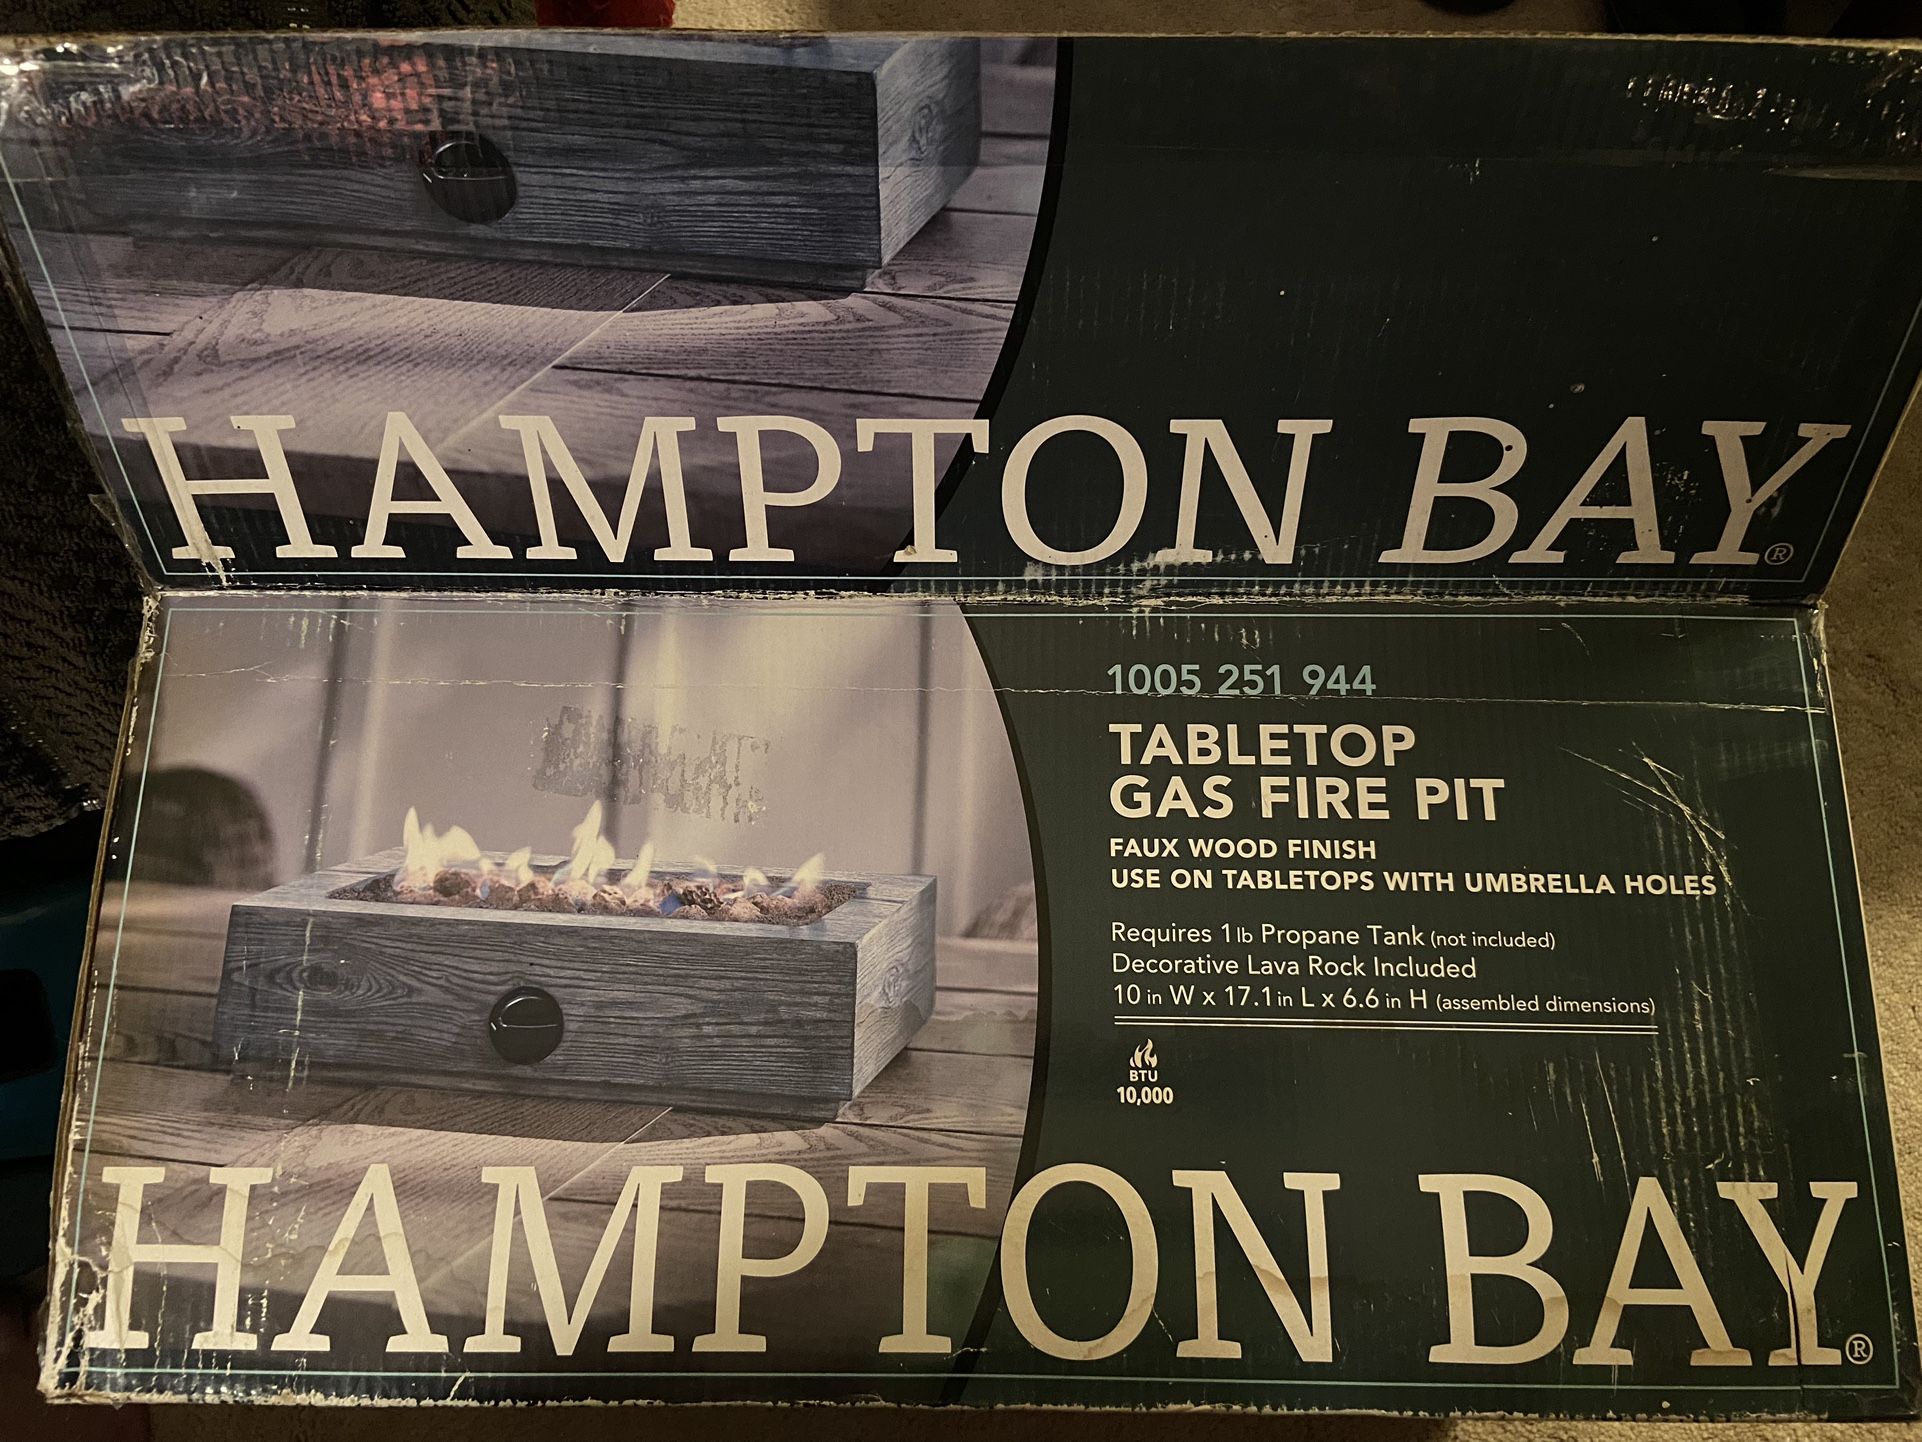 HAMPTON BAY®
1005 251 944
TABLETOP
GAS FIRE PIT
FAUX WOOD FINISH
USE ON TABLETOPS WITH UMBRELLA HOLES
Requires 1 lb Propane Tank (not included)
Decorative Lava Rock Included
10 in W x 17.1 in L x 6.6 in H (assembled dimensions)
BTU
10,000
HAMPTON BAY®